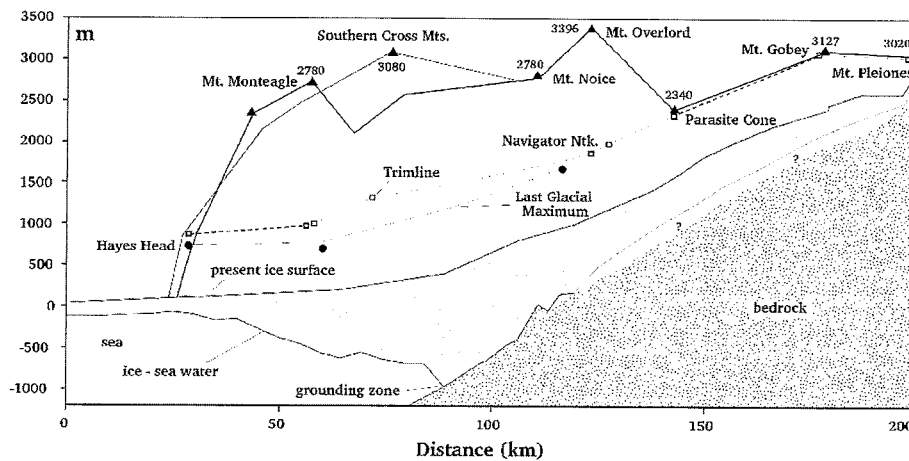 3500
m
3396
Southern Cross Mts.
Mt. Overlord
3127
3020
3000
2780
Mt. Gobey
Mt. Monteagle
3080
2780
Mt. Noice
Mt. Pleiones
2500
2340
Parasite Cone
2000
Navigator Ntk.
?
1500
Trimline
Last Glacial
Maximum
1000
Hayes Head
?
500
present ice surface
0
bedrock
sea
-500
ice - sea water
-1000
grounding zone
0
50
100
150
200
Distance (km)